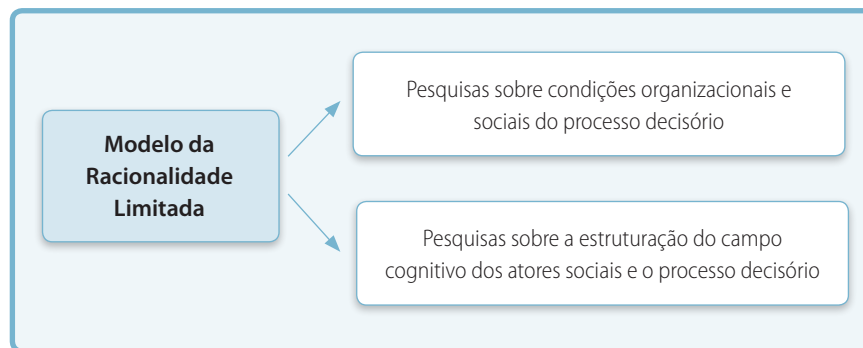 Modelo da
Racionalidade
Limitada
Pesquisas sobre condições organizacionais e
sociais do processo decisório
Pesquisas sobre a estruturação do campo
cognitivo dos atores sociais e o processo decisório